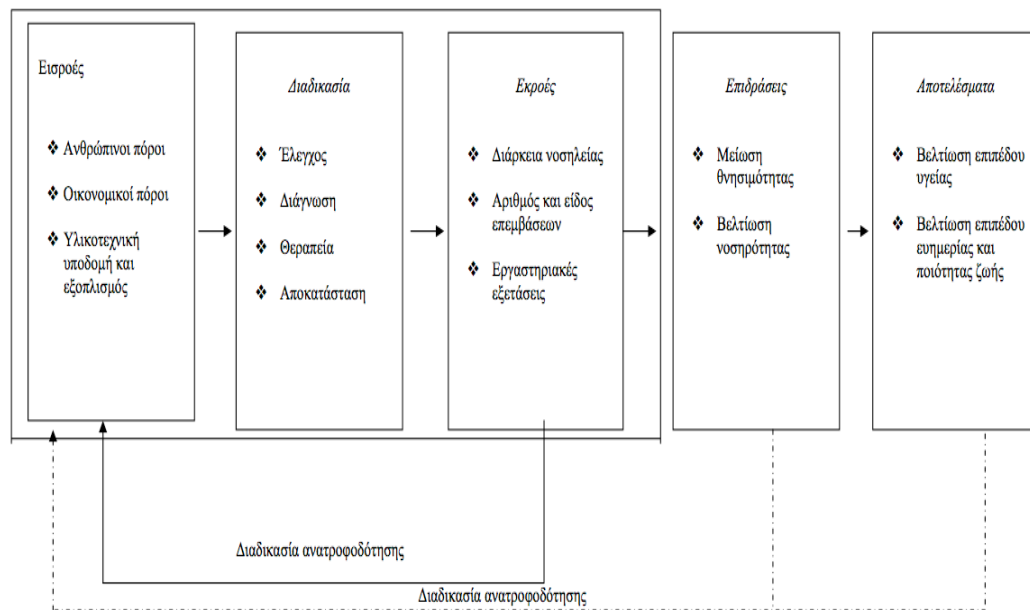 Εισροές
❖ Ανθρώπινοι πόροι
❖ Οικονομικοί πόροι
❖ Υλικοτεχνική
υποδομή και
εξοπλισμός
Διαδικασία
❖ Έλεγχος
❖ Διάγνωση
❖ Θεραπεία
❖ Αποκατάσταση
Εκροές
❖ Διάρκεια νοσηλείας
❖ Αριθμός και είδος
επεμβάσεων
❖ Εργαστηριακές
εξετάσεις
Επιδράσεις
❖ Μείωση
θνησιμότητας
❖ Βελτίωση
νοσηρότητας
Αποτελέσματα
❖ Βελτίωση επιπέδου
υγείας
❖ Βελτίωση επιπέδου
ευημερίας και
ποιότητας ζωής
Διαδικασία ανατροφοδότησης
Διαδικασία ανατροφοδότησης